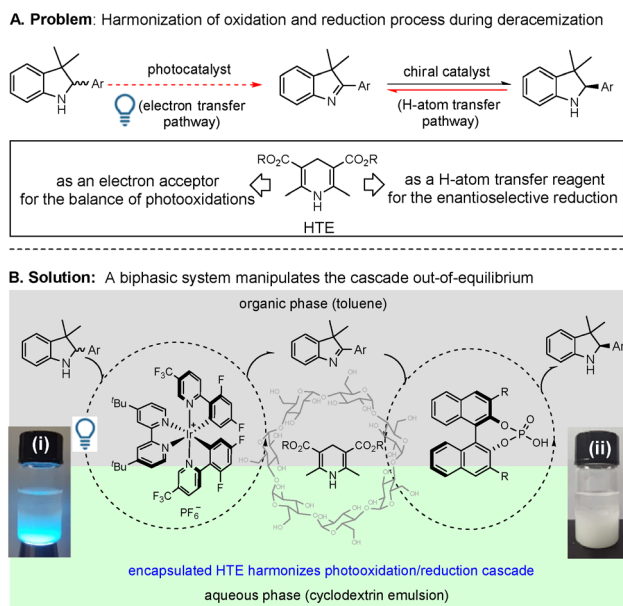 A. Problem: Harmonization of oxidation and reduction process during deracemization
photocatalyst
(electron transfer
pathway)
chiral catalyst
(H-atom transfer
pathway)
Ar
N
H
Ar
N
Ar
N
H
as an electron acceptor
for the balance of photooxidations
RO2C
CO2R
N
H
HTE
as a H-atom transfer reagent
for the enantioselective reduction
B. Solution: A biphasic system manipulates the cascade out-of-equilibrium
organic phase (toluene)
Ar
N
H
Ar
N
Ar
N
H
F3C
F
N
tBu
N
F
Ir+
N
F
tBu
N
F
F3C
PF6−
RO2C
CO2R
N
H
R
O
O
P
OH
O
R
(i)
(ii)
encapsulated HTE harmonizes photooxidation/reduction cascade
aqueous phase (cyclodextrin emulsion)